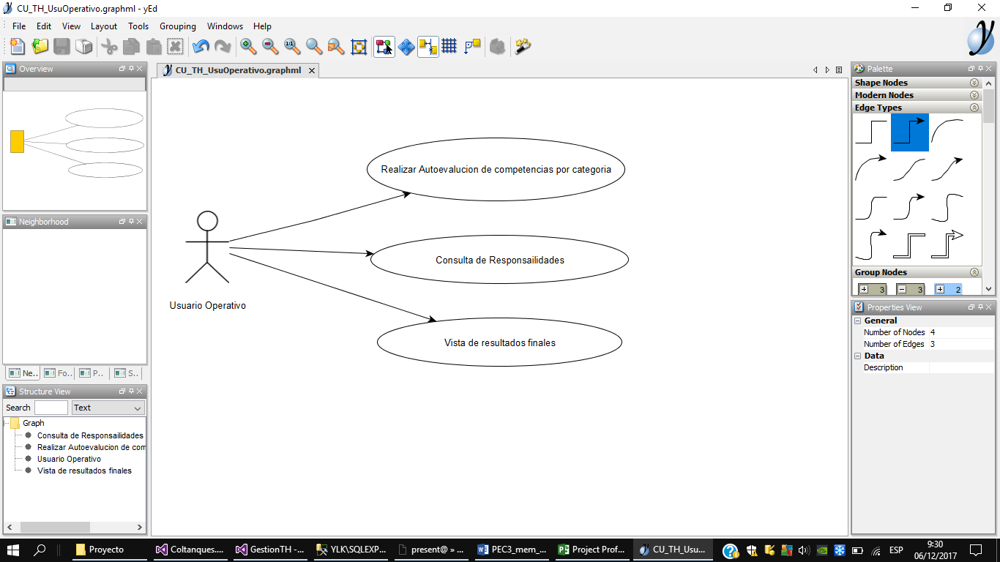 CU_TH_UsuOperativo.graphml - yEd
File Edit View Layout Tools Grouping Windows Help
Overview
Neighborhood
Ne.. Fo.. P.. S..
Structure View
Search Text
Graph
Consulta de Responsailidades
Realizar Autoevalucion de com
Usuario Operativo
Vista de resultados finales
CU_TH_UsuOperativo.graphml
Realizar Autoevalucion de competencias por categoria
Consulta de Responsailidades
Usuario Operativo
Vista de resultados finales
Palette
Shape Nodes
Modern Nodes
Edge Types
Group Nodes
3 3 2
Properties View
General
Number of Nodes 4
Number of Edges 3
Data
Description
Proyecto Coltanques.... GestionTH -... YLK\SQLEXP... present@ » ... PEC3_mem_... Project Prof... CU_TH_Usu... ESP 9:30
06/12/2017